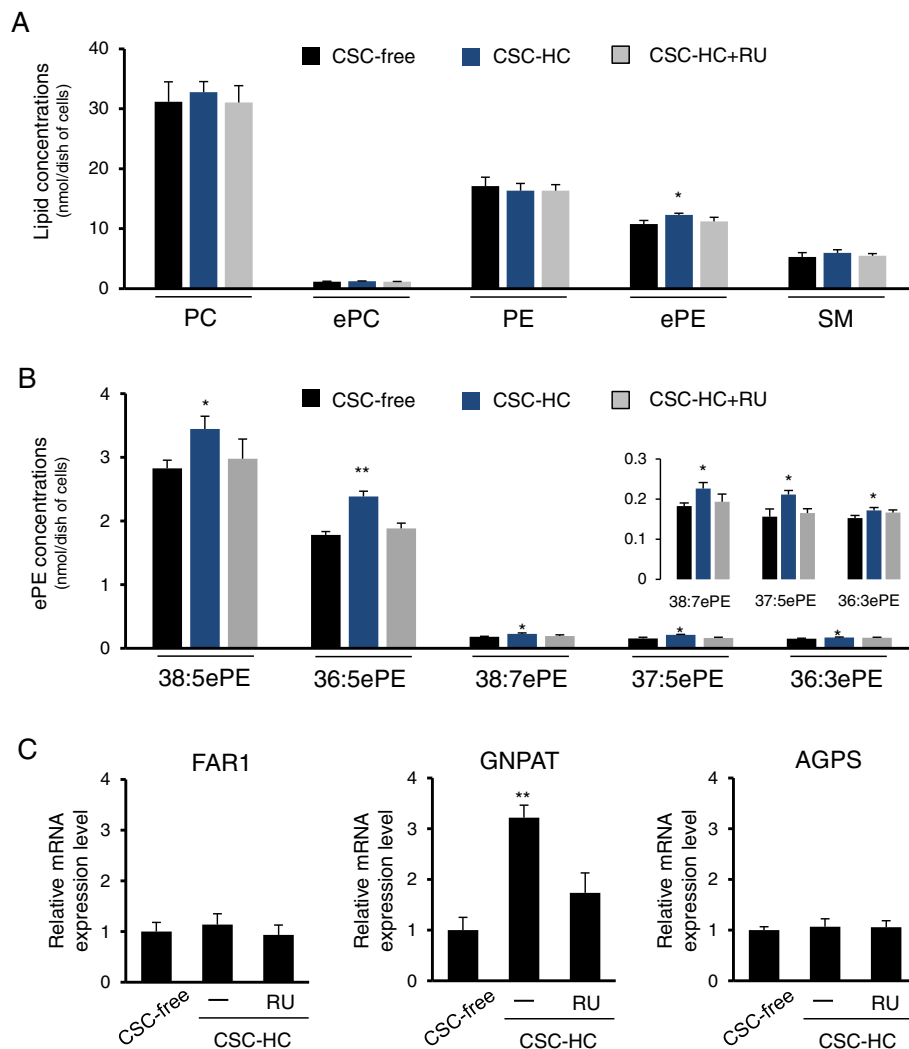 A
CSC-free CSC-HC CSC-HC+RU
Lipid concentrations
(nmol/dish of cells)
40
30
20
10
0
*
PC ePC PE ePE SM
B
CSC-free CSC-HC CSC-HC+RU
ePE concentrations
(nmol/dish of cells)
4
3
2
1
0
* ** * * *
0.3
0.2
0.1
0
* * *
38:7ePE 37:5ePE 36:3ePE
38:5ePE 36:5ePE 38:7ePE 37:5ePE 36:3ePE
C
FAR1
Relative mRNA
expression level
4
3
2
1
0
CSC-free — RU
CSC-HC
GNPAT
Relative mRNA
expression level
4
3
2
1
0
**
CSC-free — RU
CSC-HC
AGPS
Relative mRNA
expression level
4
3
2
1
0
CSC-free — RU
CSC-HC